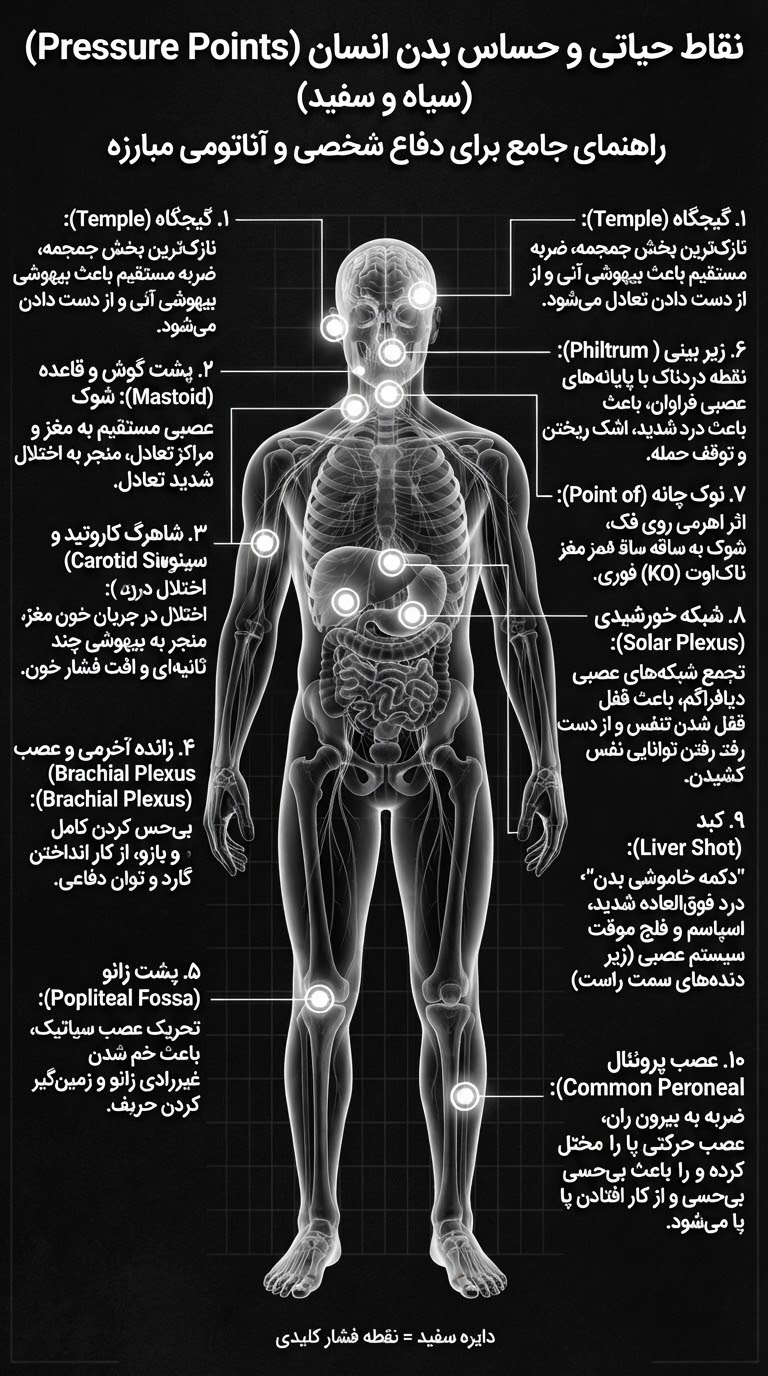 نقاط حیاتی و حساس بدن انسان (Pressure Points)
(سیاه و سفید)
راهنمای جامع برای دفاع شخصی و آناتومی مبارزه
۱. گیجگاه (Temple):
نازک‌ترین بخش جمجمه، ضربه
مستقیم باعث بیهوشی آنی و از
از دست دادن تعادل می‌شود.
۶. زیر بینی ( Philtrum):
نقطه دردناک با پایانه‌های
عصبی فراوان، باعث
باعث درد شدید، اشک ریختن
و توقف حمله.
۷. نوک چانه (Point of):
اثر اهرمی روی فک،
شوک به ساقه ساقه مغز
ناک‌اوت (KO) فوری.
۸. شبکه خورشیدی
(Solar Plexus):
تجمع شبکه‌های عصبی
دیافراگم، باعث قفل
قفل شدن تنفس و از دست
رفتن توانایی نفس
کشیدن.
۹. کبد
(Liver Shot):
"دکمه خاموشی بدن"،
درد فوق‌العاده شدید،
اسپاسم و فلج موقت
سیستم عصبی (زیر
دنده‌های سمت راست)
۱۰. عصب پرونئال
(Common Peroneal):
ضربه به بیرون ران،
عصب حرکتی پا را مختل
کرده و را باعث بی‌حسی
بی‌حسی و از کار افتادن پا
پا می‌شود.
۱. گیجگاه (Temple):
نازک‌ترین بخش جمجمه،
ضربه مستقیم باعث بیهوشی
بیهوشی آنی و از دست دادن
می‌شود.
۲. پشت گوش و قاعده
(Mastoid): شوک
عصبی مستقیم به مغز و
مراکز تعادل، منجر به اختلال
شدید تعادل.
۳. شاهرگ کاروتید و
(Carotid
اختلال
اختلال در جریان خون مغز،
منجر به بیهوشی چند
ثانیه‌ای و افت فشار خون.
۴. زائده آخرمی و عصب
(Brachial Plexus
(Brachial Plexus):
بی‌حس کردن کامل
و بازو، از کار انداختن
گارد و توان دفاعی.
۵. پشت زانو
(Popliteal Fossa):
تحریک عصب سیاتیک،
باعث خم شدن
غیررادی زانو و زمین‌گیر
کردن حریف.
دایره سفید = نقطه فشار کلیدی